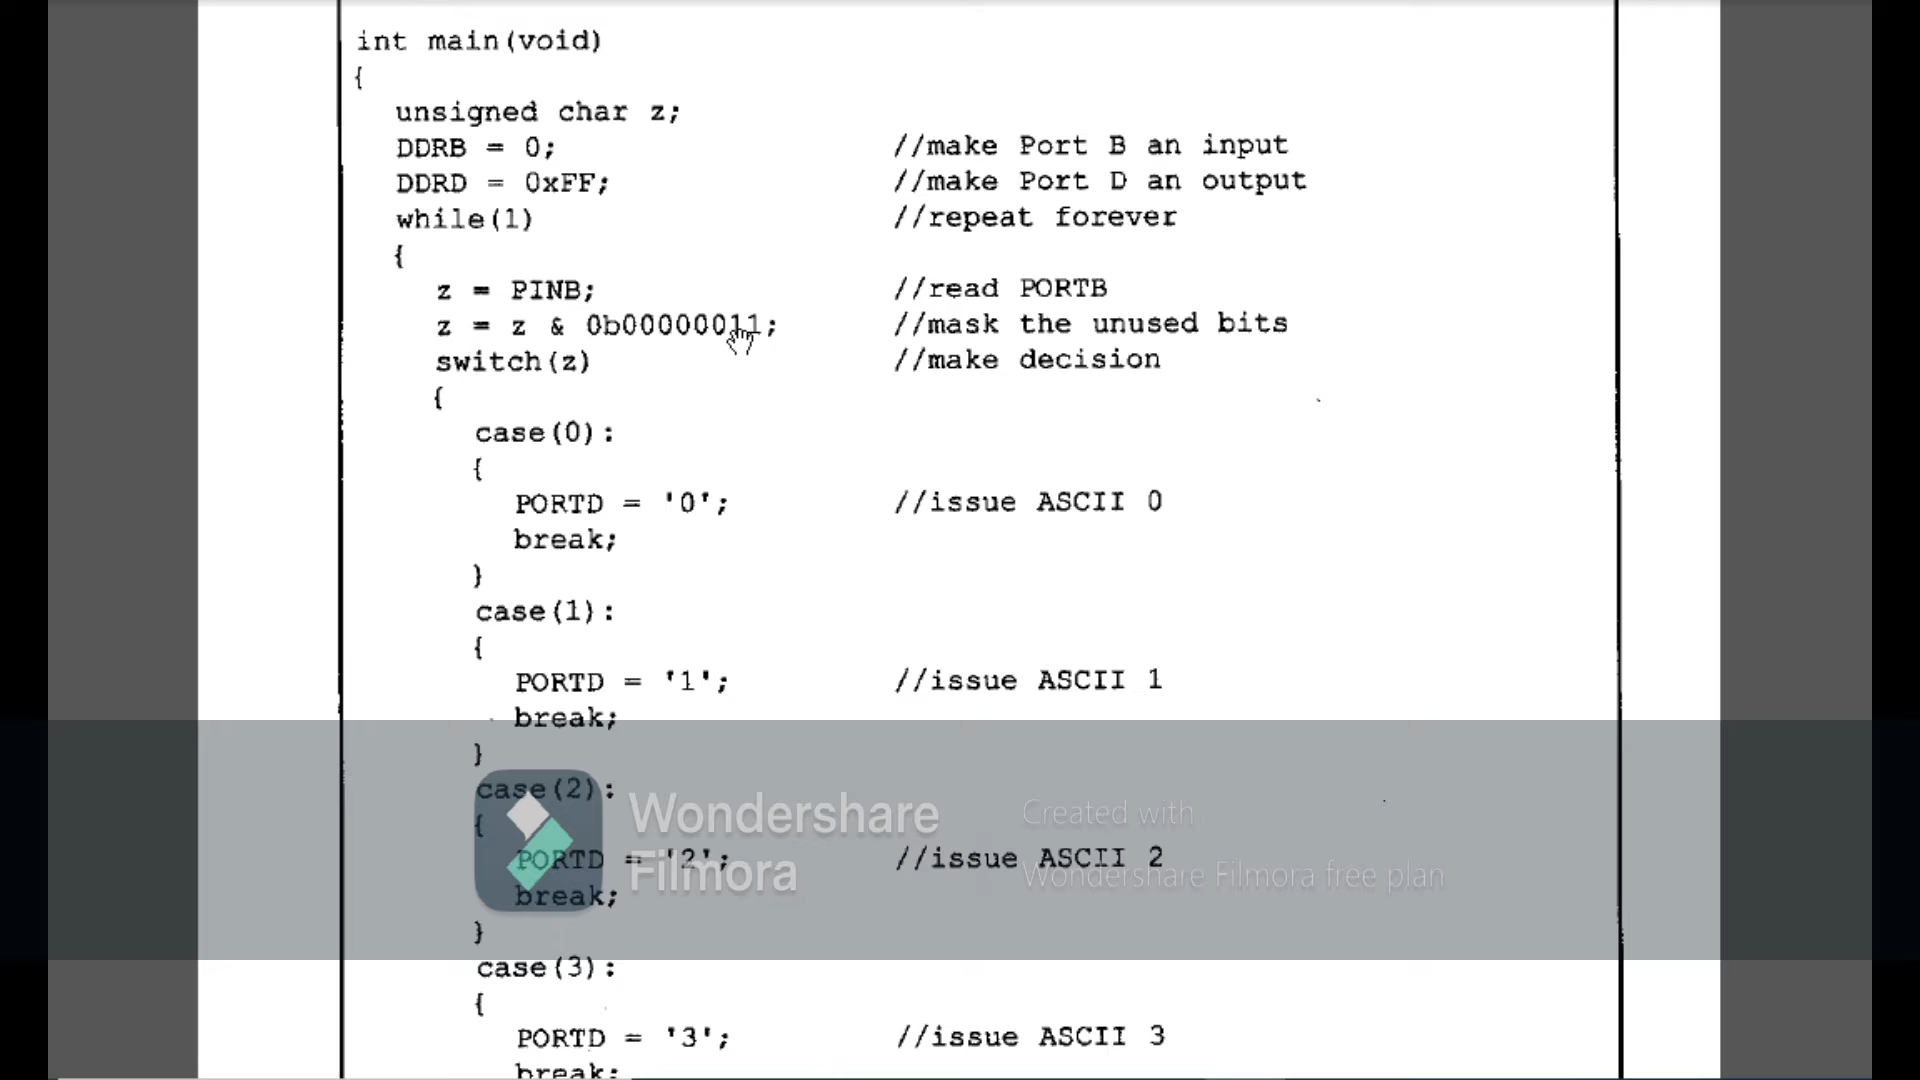 int main(void)
{
unsigned char z;
DDRB = 0; //make Port B an input
DDRD = 0xFF; //make Port D an output
while(1) //repeat forever
{
z = PINB; //read PORTB
z = z & 0b00000011; //mask the unused bits
switch(z) //make decision
{
case(0):
{
PORTD = '0'; //issue ASCII 0
break;
}
case(1):
{
PORTD = '1'; //issue ASCII 1
break;
}
case(2):
{
PORTD = '2'; //issue ASCII 2
break;
}
case(3):
{
PORTD = '3'; //issue ASCII 3
break;
Wondershare
Filmora
Created with
Wondershare Filmora free plan